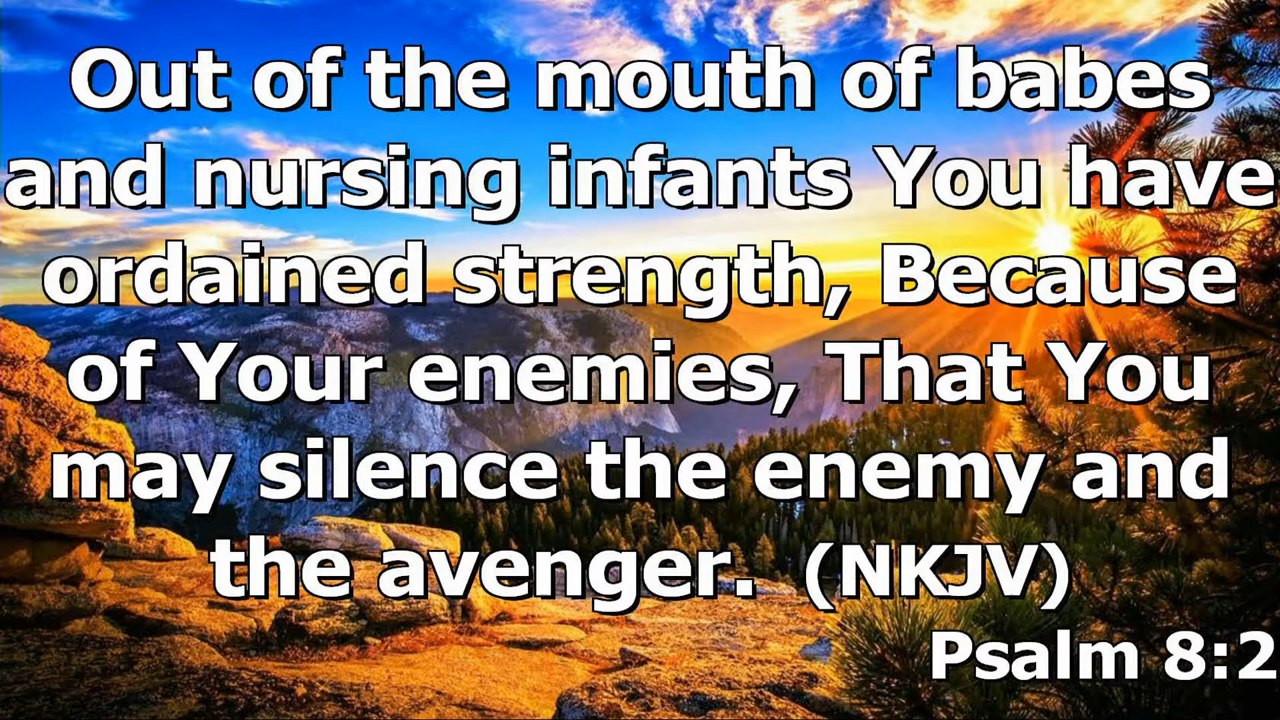 Out of the mouth of babes
and nursing infants You have
ordained strength, Because
of Your enemies, That You
may silence the enemy and
the avenger. (NKJV)
Psalm 8:2